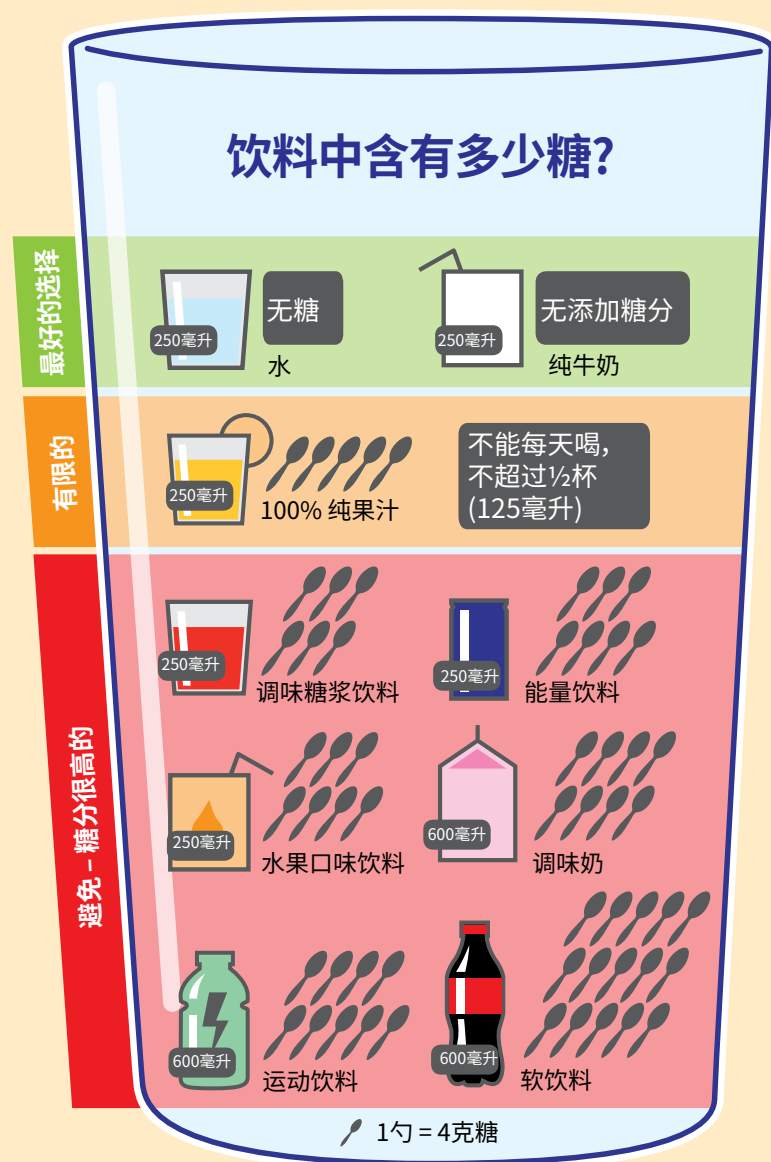 饮料中含有多少糖?
最好的选择
250毫升
无糖
水
250毫升
无添加糖分
纯牛奶
有限的
250毫升
100% 纯果汁
不能每天喝，
不超过½杯
(125毫升)
避免 – 糖分很高的
250毫升
调味糖浆饮料
250毫升
能量饮料
250毫升
水果口味饮料
600毫升
调味奶
600毫升
运动饮料
600毫升
软饮料
1勺 = 4克糖